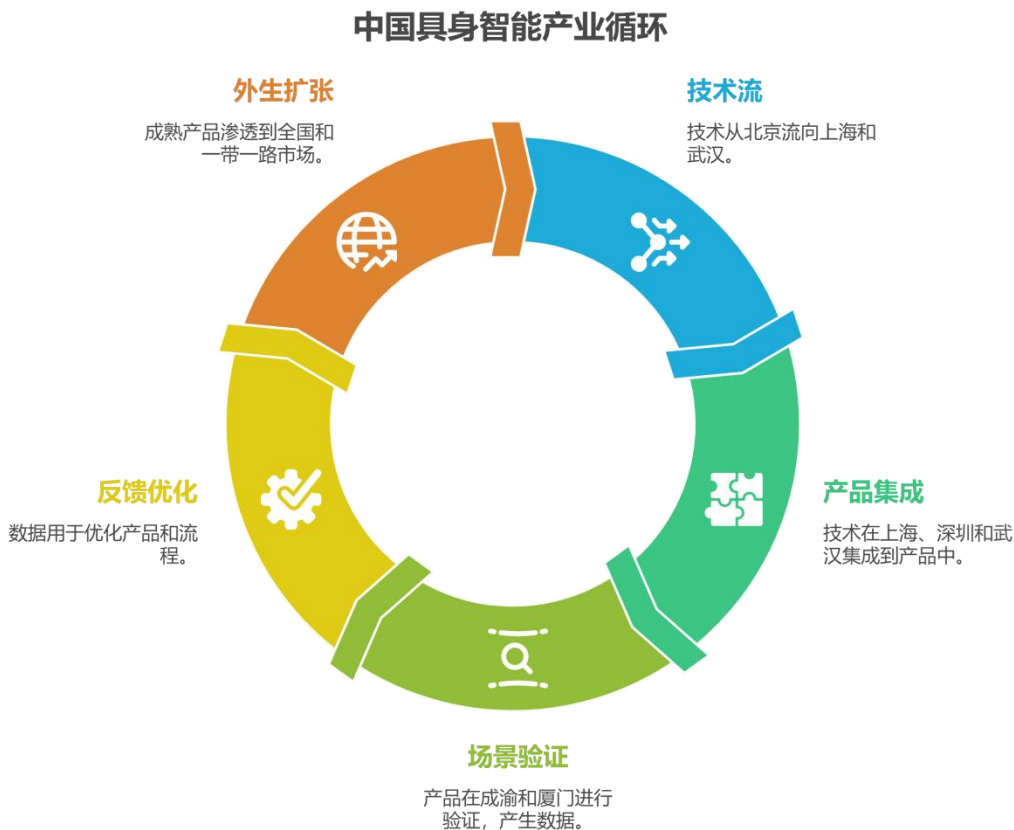 中国具身智能产业循环
外生扩张
成熟产品渗透到全国和
一带一路市场。
技术流
技术从北京流向上海和
武汉。
反馈优化
数据用于优化产品和流
程。
产品集成
技术在上海、深圳和武
汉集成到产品中。
场景验证
产品在成渝和厦门进行
验证，产生数据。